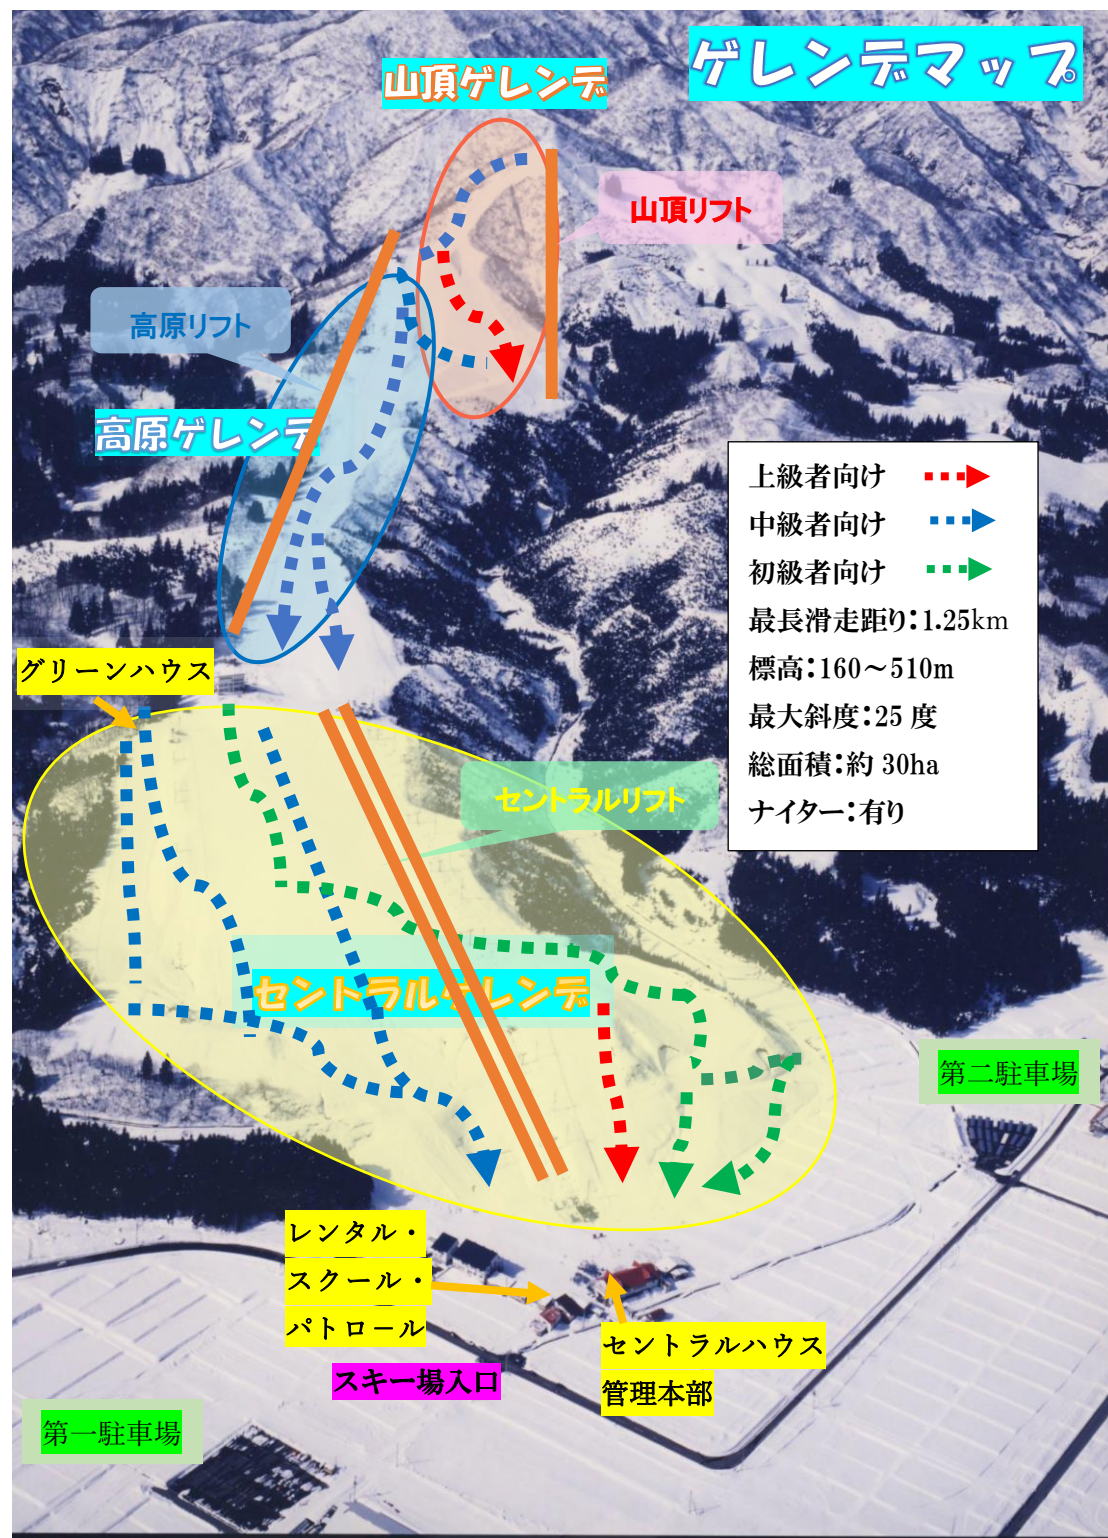 ゲレンデマップ
山頂ゲレンデ
山頂リフト
高原リフト
高原ゲレンデ
上級者向け
中級者向け
初級者向け
最長滑走距り:1.25km
標高:160～510m
最大斜度:25度
総面積:約30ha
ナイター:有り
グリーンハウス
セントラルリフト
セントラルゲレンデ
第二駐車場
レンタル・
スクール・
パトロール
セントラルハウス
管理本部
スキー場入口
第一駐車場